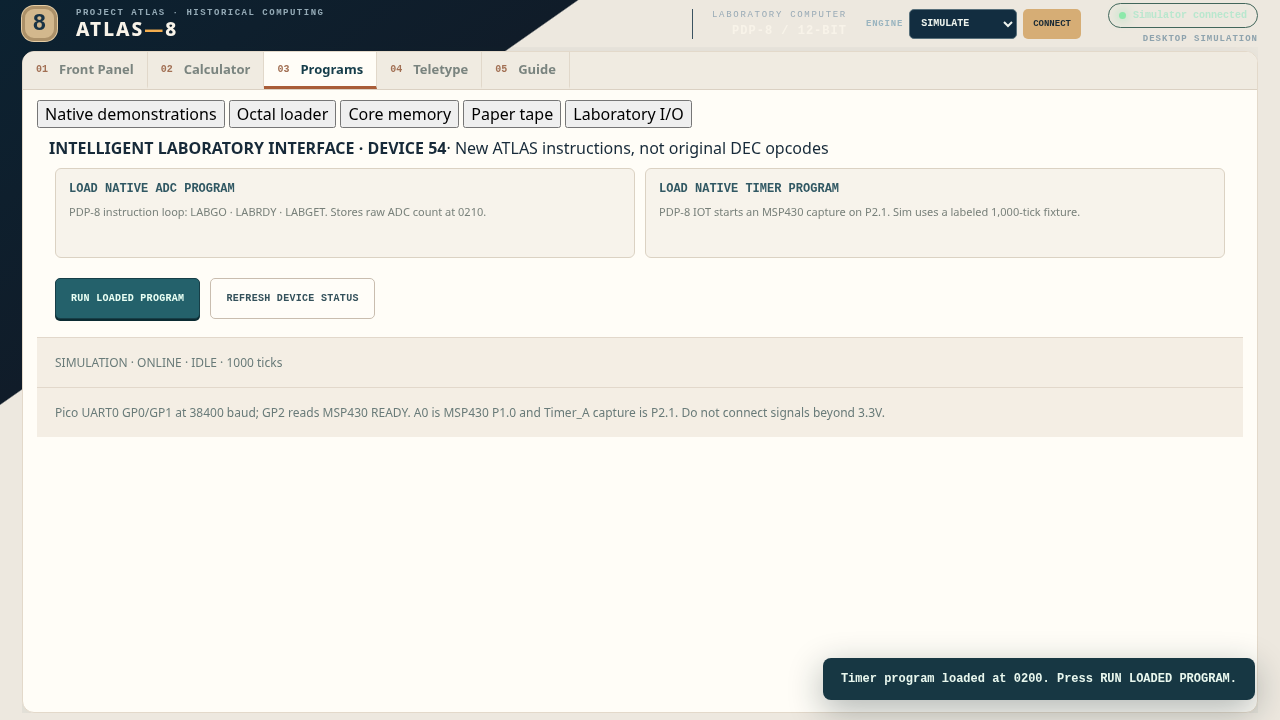 8
PROJECT ATLAS · HISTORICAL COMPUTING
ATLAS—8
LABORATORY COMPUTER
PDP-8 / 12-BIT
ENGINE
SIMULATE
CONNECT
Simulator connected
DESKTOP SIMULATION
01 Front Panel
02 Calculator
03 Programs
04 Teletype
05 Guide
Native demonstrations
Octal loader
Core memory
Paper tape
Laboratory I/O
INTELLIGENT LABORATORY INTERFACE · DEVICE 54· New ATLAS instructions, not original DEC opcodes
LOAD NATIVE ADC PROGRAM
PDP-8 instruction loop: LABGO · LABRDY · LABGET. Stores raw ADC count at 0210.
LOAD NATIVE TIMER PROGRAM
PDP-8 IOT starts an MSP430 capture on P2.1. Sim uses a labeled 1,000-tick fixture.
RUN LOADED PROGRAM
REFRESH DEVICE STATUS
SIMULATION · ONLINE · IDLE · 1000 ticks
Pico UART0 GP0/GP1 at 38400 baud; GP2 reads MSP430 READY. A0 is MSP430 P1.0 and Timer_A capture is P2.1. Do not connect signals beyond 3.3V.
Timer program loaded at 0200. Press RUN LOADED PROGRAM.